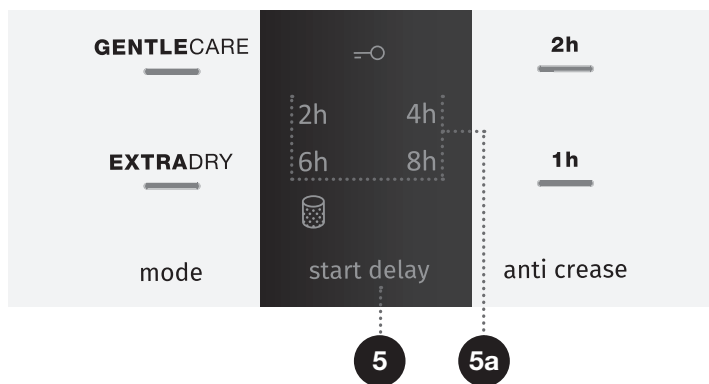 GENTLECARE
2h
2h 4h
6h 8h
EXTRADRY
1h
mode
start delay
anti crease
5
5a